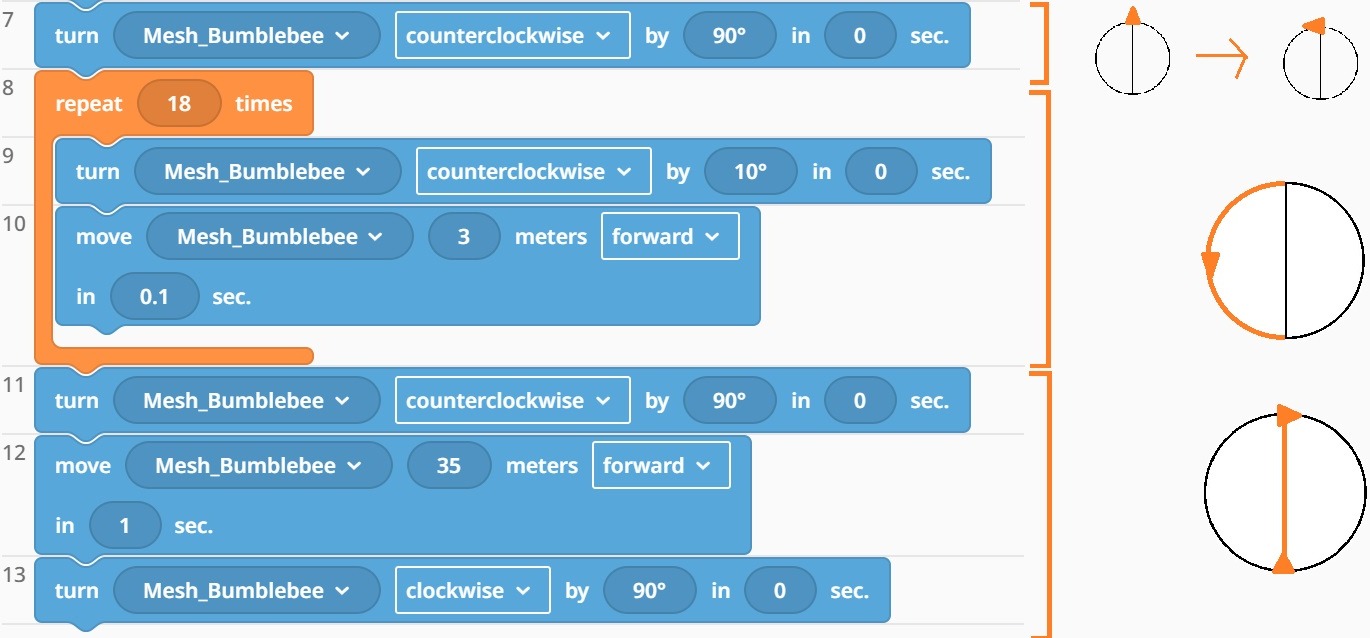 7
turn Mesh_Bumblebee counterclockwise by 90° in 0 sec.
8
repeat 18 times
9
turn Mesh_Bumblebee counterclockwise by 10° in 0 sec.
10
move Mesh_Bumblebee 3 meters forward
in 0.1 sec.
11
turn Mesh_Bumblebee counterclockwise by 90° in 0 sec.
12
move Mesh_Bumblebee 35 meters forward
in 1 sec.
13
turn Mesh_Bumblebee clockwise by 90° in 0 sec.